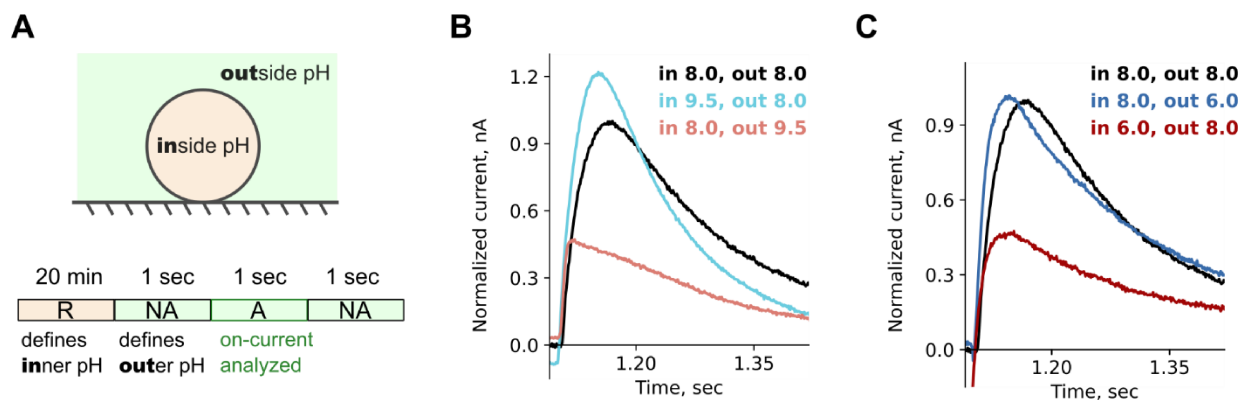 A
outside pH
inside pH
20 min 1 sec 1 sec 1 sec
R NA A NA
defines defines on-current
inner pH outer pH analyzed
B
Normalized current, nA
1.2
0.9
0.6
0.3
0.0
in 8.0, out 8.0
in 9.5, out 8.0
in 8.0, out 9.5
1.20 1.35
Time, sec
C
Normalized current, nA
0.9
0.6
0.3
0.0
in 8.0, out 8.0
in 8.0, out 6.0
in 6.0, out 8.0
1.20 1.35
Time, sec